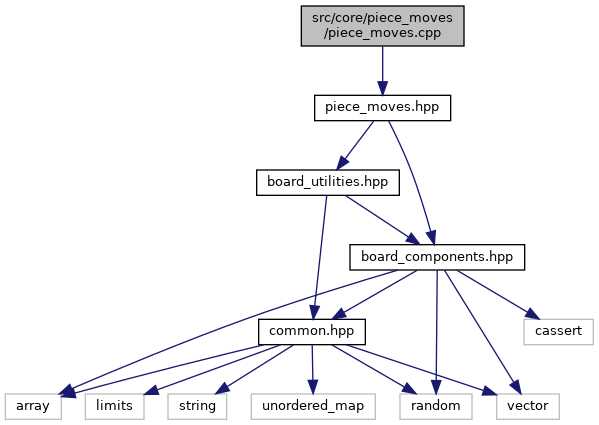 src/core/piece_moves
/piece_moves.cpp
piece_moves.hpp
board_utilities.hpp
board_components.hpp
common.hpp
cassert
array
limits
string
unordered_map
random
vector